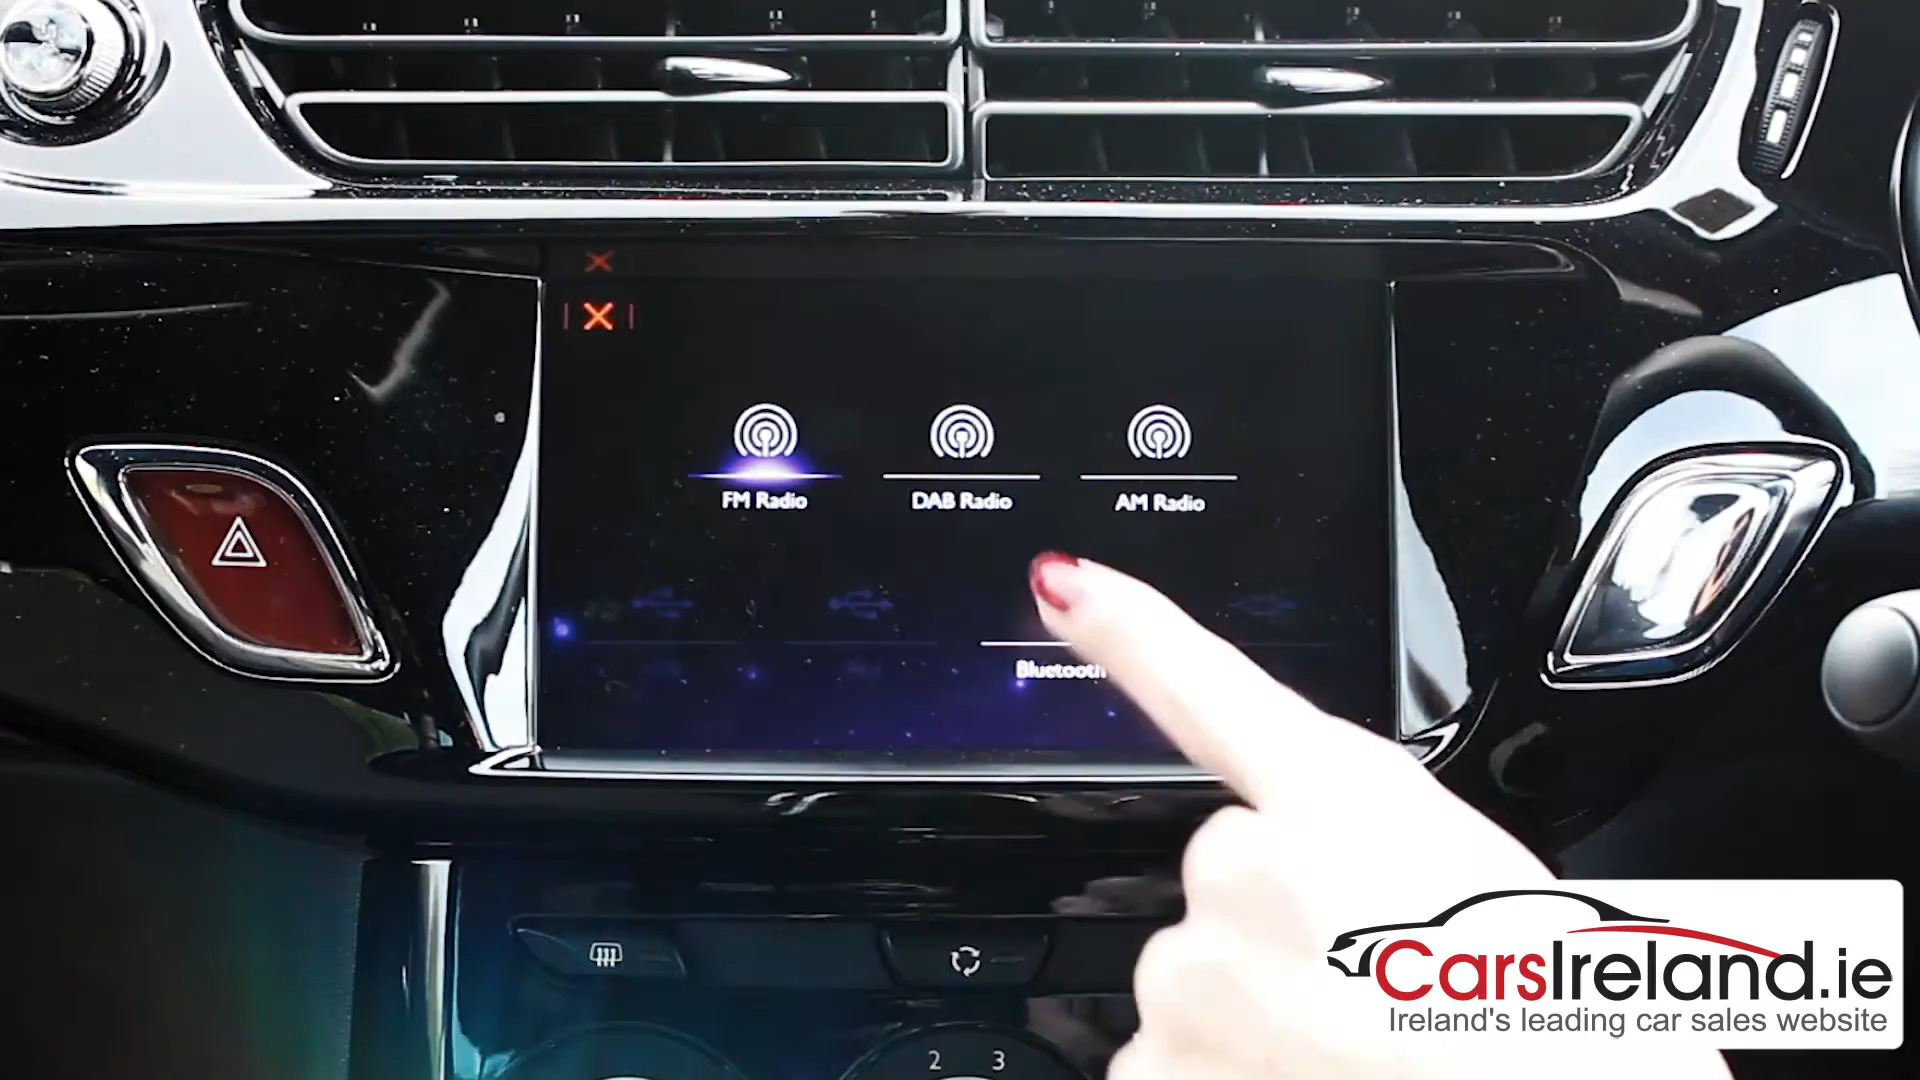 FM Radio
DAB Radio
AM Radio
Bluetooth
2 3
CarsIreland.ie
Ireland's leading car sales website